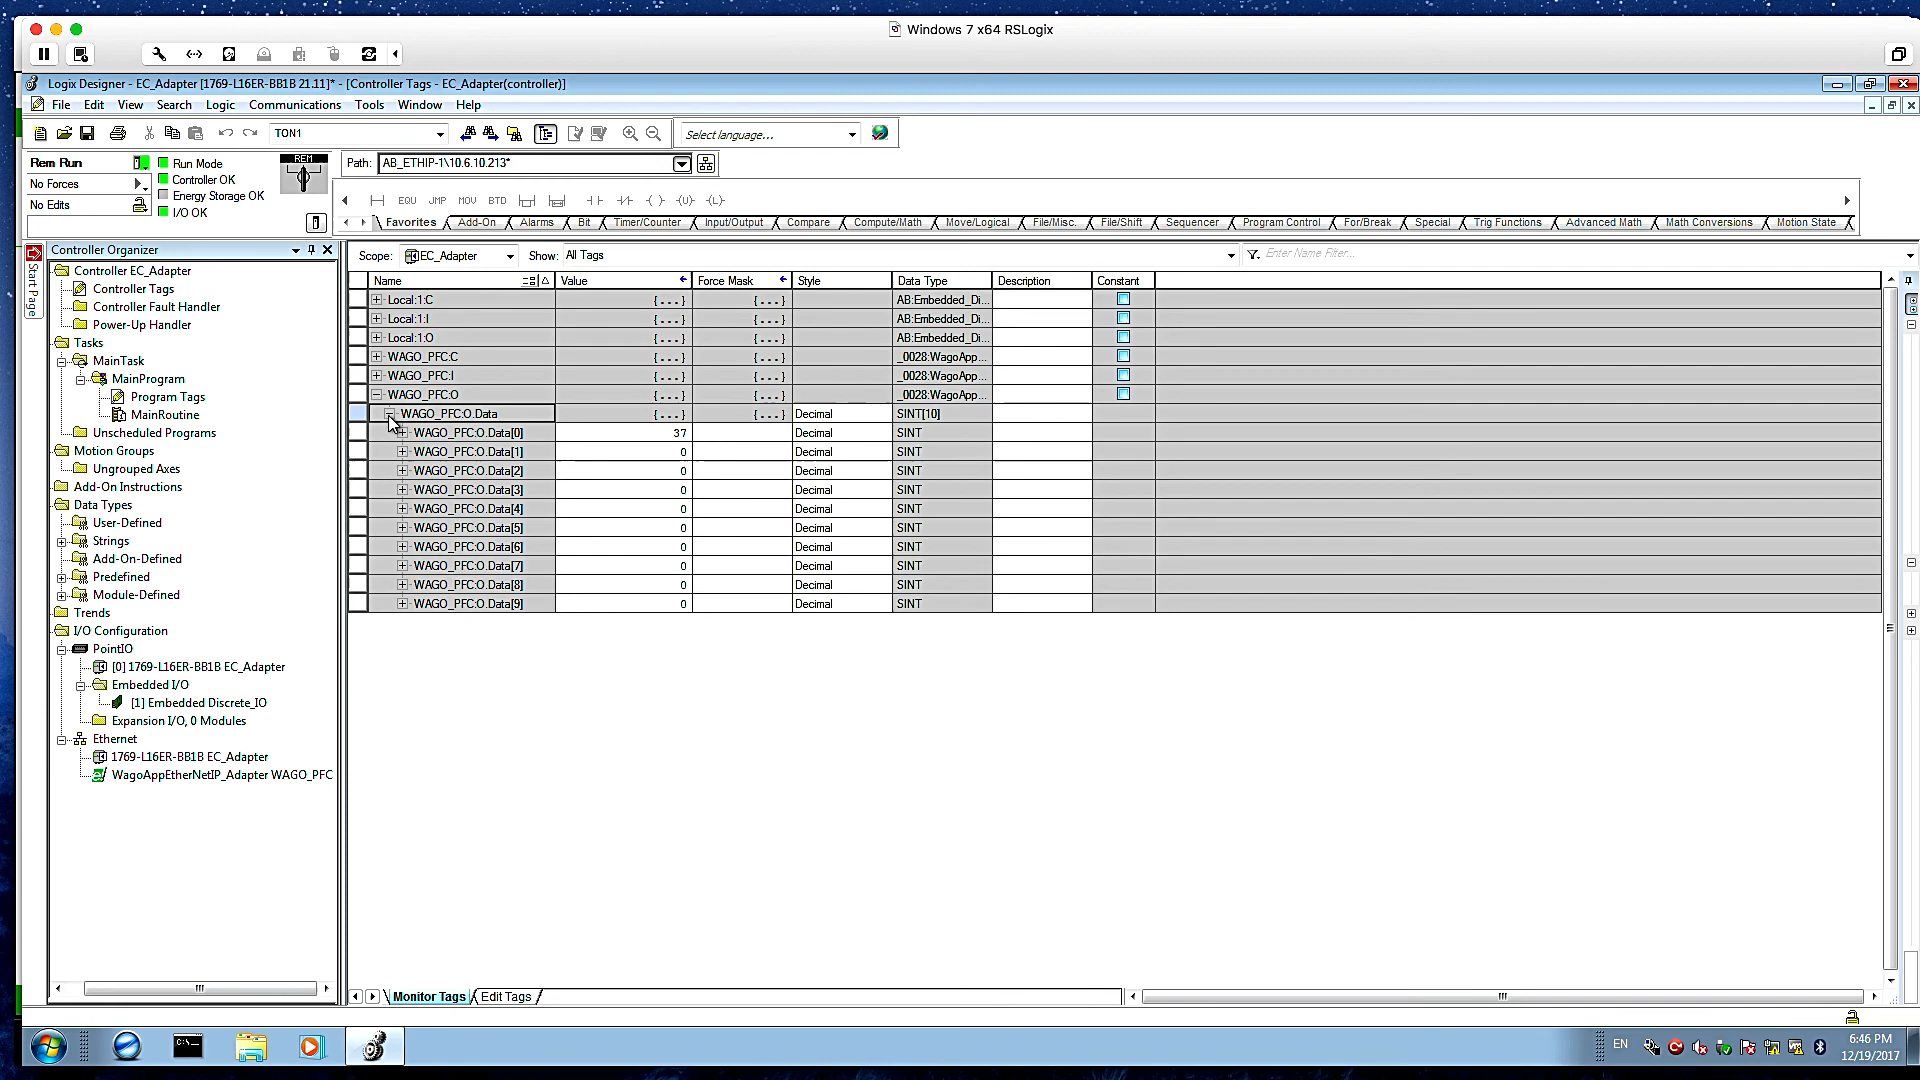 Windows 7 x64 RSLogix
Logix Designer - EC_Adapter [1769-L16ER-BB1B 21.11]* - [Controller Tags - EC_Adapter(controller)]
File Edit View Search Logic Communications Tools Window Help
TON1
Select language...
Rem Run
No Forces
No Edits
Run Mode
Controller OK
Energy Storage OK
I/O OK
REM
Path: AB_ETHIP-1\10.6.10.213*
EQU JMP MOV BTD
Favorites Add-On Alarms Bit Timer/Counter Input/Output Compare Compute/Math Move/Logical File/Misc. File/Shift Sequencer Program Control For/Break Special Trig Functions Advanced Math Math Conversions Motion State
Start Page
Controller Organizer
Controller EC_Adapter
Controller Tags
Controller Fault Handler
Power-Up Handler
Tasks
MainTask
MainProgram
Program Tags
MainRoutine
Unscheduled Programs
Motion Groups
Ungrouped Axes
Add-On Instructions
Data Types
User-Defined
Strings
Add-On-Defined
Predefined
Module-Defined
Trends
I/O Configuration
PointIO
[0] 1769-L16ER-BB1B EC_Adapter
Embedded I/O
[1] Embedded Discrete_IO
Expansion I/O, 0 Modules
Ethernet
1769-L16ER-BB1B EC_Adapter
WagoAppEtherNetIP_Adapter WAGO_PFC
Scope: EC_Adapter Show: All Tags Enter Name Filter...
Name Value Force Mask Style Data Type Description Constant
Local:1:C {...} {...} AB:Embedded_Di...
Local:1:I {...} {...} AB:Embedded_Di...
Local:1:O {...} {...} AB:Embedded_Di...
WAGO_PFC:C {...} {...} _0028:WagoApp...
WAGO_PFC:I {...} {...} _0028:WagoApp...
WAGO_PFC:O {...} {...} _0028:WagoApp...
WAGO_PFC:O.Data {...} {...} Decimal SINT[10]
WAGO_PFC:O.Data[0] 37 Decimal SINT
WAGO_PFC:O.Data[1] 0 Decimal SINT
WAGO_PFC:O.Data[2] 0 Decimal SINT
WAGO_PFC:O.Data[3] 0 Decimal SINT
WAGO_PFC:O.Data[4] 0 Decimal SINT
WAGO_PFC:O.Data[5] 0 Decimal SINT
WAGO_PFC:O.Data[6] 0 Decimal SINT
WAGO_PFC:O.Data[7] 0 Decimal SINT
WAGO_PFC:O.Data[8] 0 Decimal SINT
WAGO_PFC:O.Data[9] 0 Decimal SINT
Monitor Tags Edit Tags
EN
6:46 PM
12/19/2017